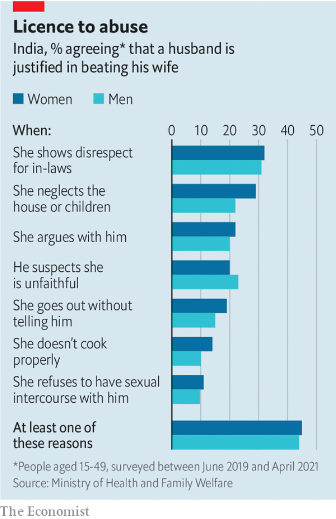 Licence to abuse
India, % agreeing* that a husband is
justified in beating his wife
Women Men
When:
0 10 20 30 40 50
She shows disrespect
for in-laws
She neglects the
house or children
She argues with him
He suspects she
is unfaithful
She goes out without
telling him
She doesn't cook
properly
She refuses to have sexual
intercourse with him
At least one of
these reasons
*People aged 15-49, surveyed between June 2019 and April 2021
Source: Ministry of Health and Family Welfare
The Economist